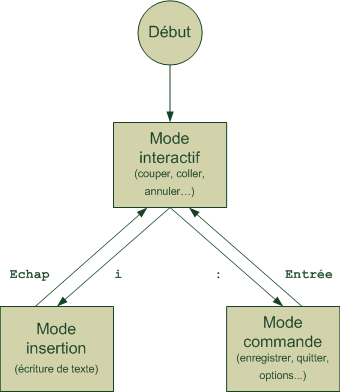 Début
Mode
interactif
(couper, coller,
annuler...)
Echap i : Entrée
Mode
insertion
(écriture de texte)
Mode
commande
(enregistrer, quitter,
options...)